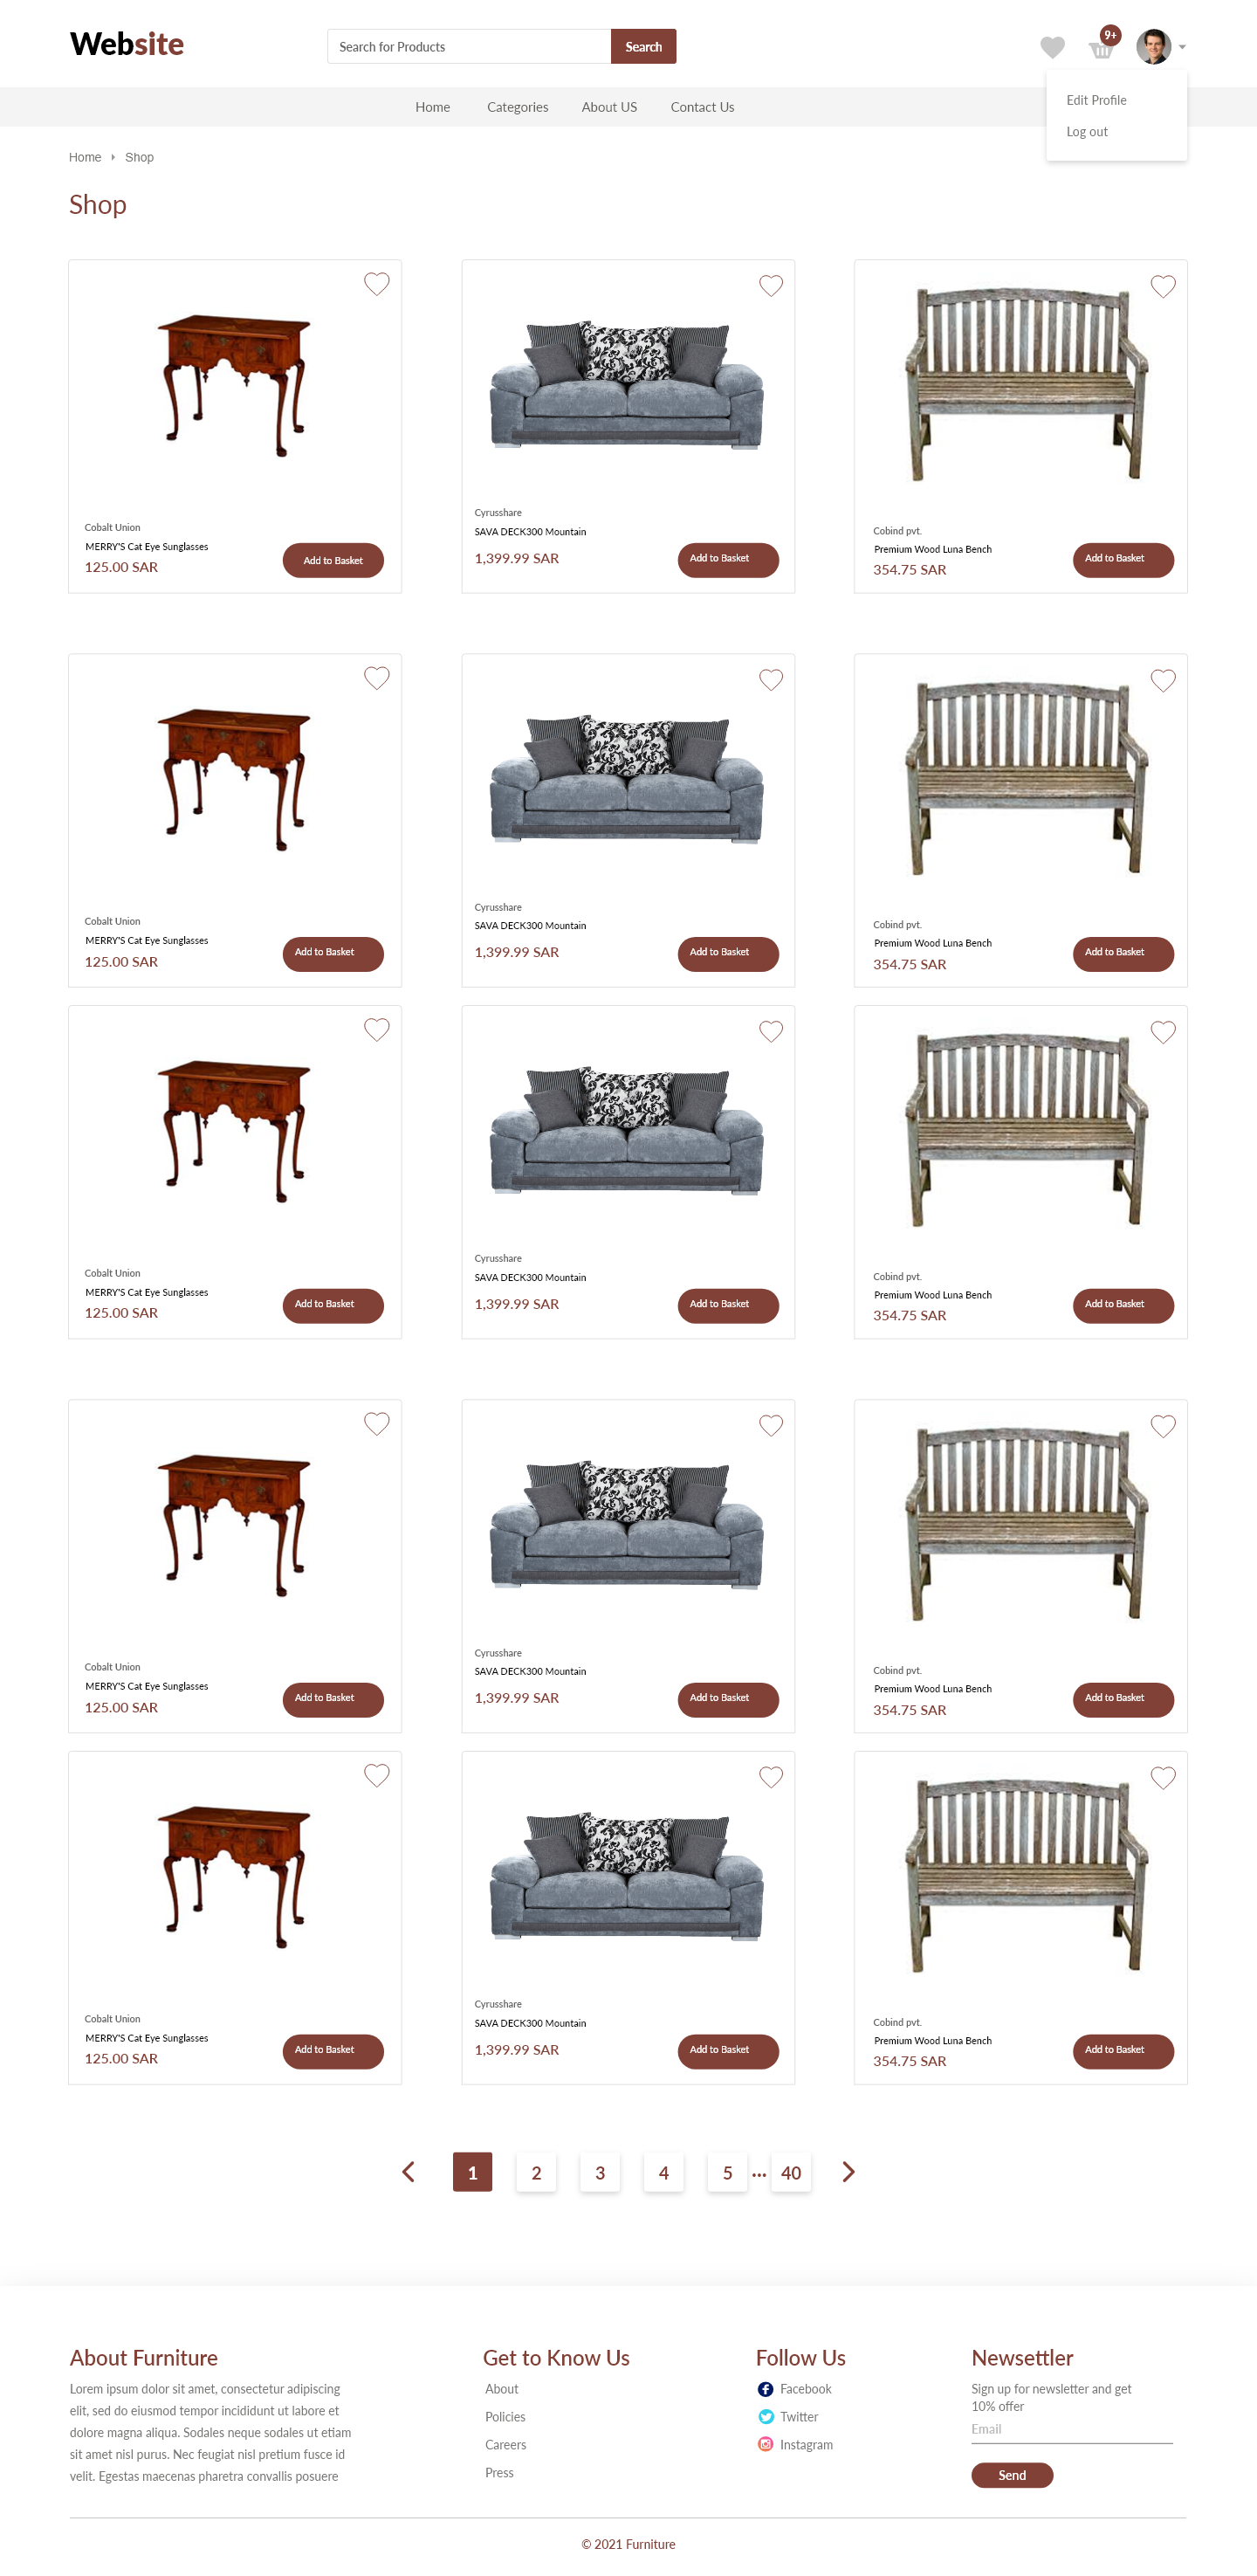 Website
Search for Products
Search
9+
Edit Profile
Log out
Home Categories About US Contact Us
Home Shop
Shop
Cobalt Union
MERRY'S Cat Eye Sunglasses
125.00 SAR
Add to Basket
Cyrusshare
SAVA DECK300 Mountain
1,399.99 SAR
Add to Basket
Cobind pvt.
Premium Wood Luna Bench
354.75 SAR
Add to Basket
Cobalt Union
MERRY'S Cat Eye Sunglasses
125.00 SAR
Add to Basket
Cyrusshare
SAVA DECK300 Mountain
1,399.99 SAR
Add to Basket
Cobind pvt.
Premium Wood Luna Bench
354.75 SAR
Add to Basket
Cobalt Union
MERRY'S Cat Eye Sunglasses
125.00 SAR
Add to Basket
Cyrusshare
SAVA DECK300 Mountain
1,399.99 SAR
Add to Basket
Cobind pvt.
Premium Wood Luna Bench
354.75 SAR
Add to Basket
Cobalt Union
MERRY'S Cat Eye Sunglasses
125.00 SAR
Add to Basket
Cyrusshare
SAVA DECK300 Mountain
1,399.99 SAR
Add to Basket
Cobind pvt.
Premium Wood Luna Bench
354.75 SAR
Add to Basket
Cobalt Union
MERRY'S Cat Eye Sunglasses
125.00 SAR
Add to Basket
Cyrusshare
SAVA DECK300 Mountain
1,399.99 SAR
Add to Basket
Cobind pvt.
Premium Wood Luna Bench
354.75 SAR
Add to Basket
1 2 3 4 5 ... 40
About Furniture
Lorem ipsum dolor sit amet, consectetur adipiscing
elit, sed do eiusmod tempor incididunt ut labore et
dolore magna aliqua. Sodales neque sodales ut etiam
sit amet nisl purus. Nec feugiat nisl pretium fusce id
velit. Egestas maecenas pharetra convallis posuere
Get to Know Us
About
Policies
Careers
Press
Follow Us
Facebook
Twitter
Instagram
Newsettler
Sign up for newsletter and get
10% offer
Email
Send
© 2021 Furniture